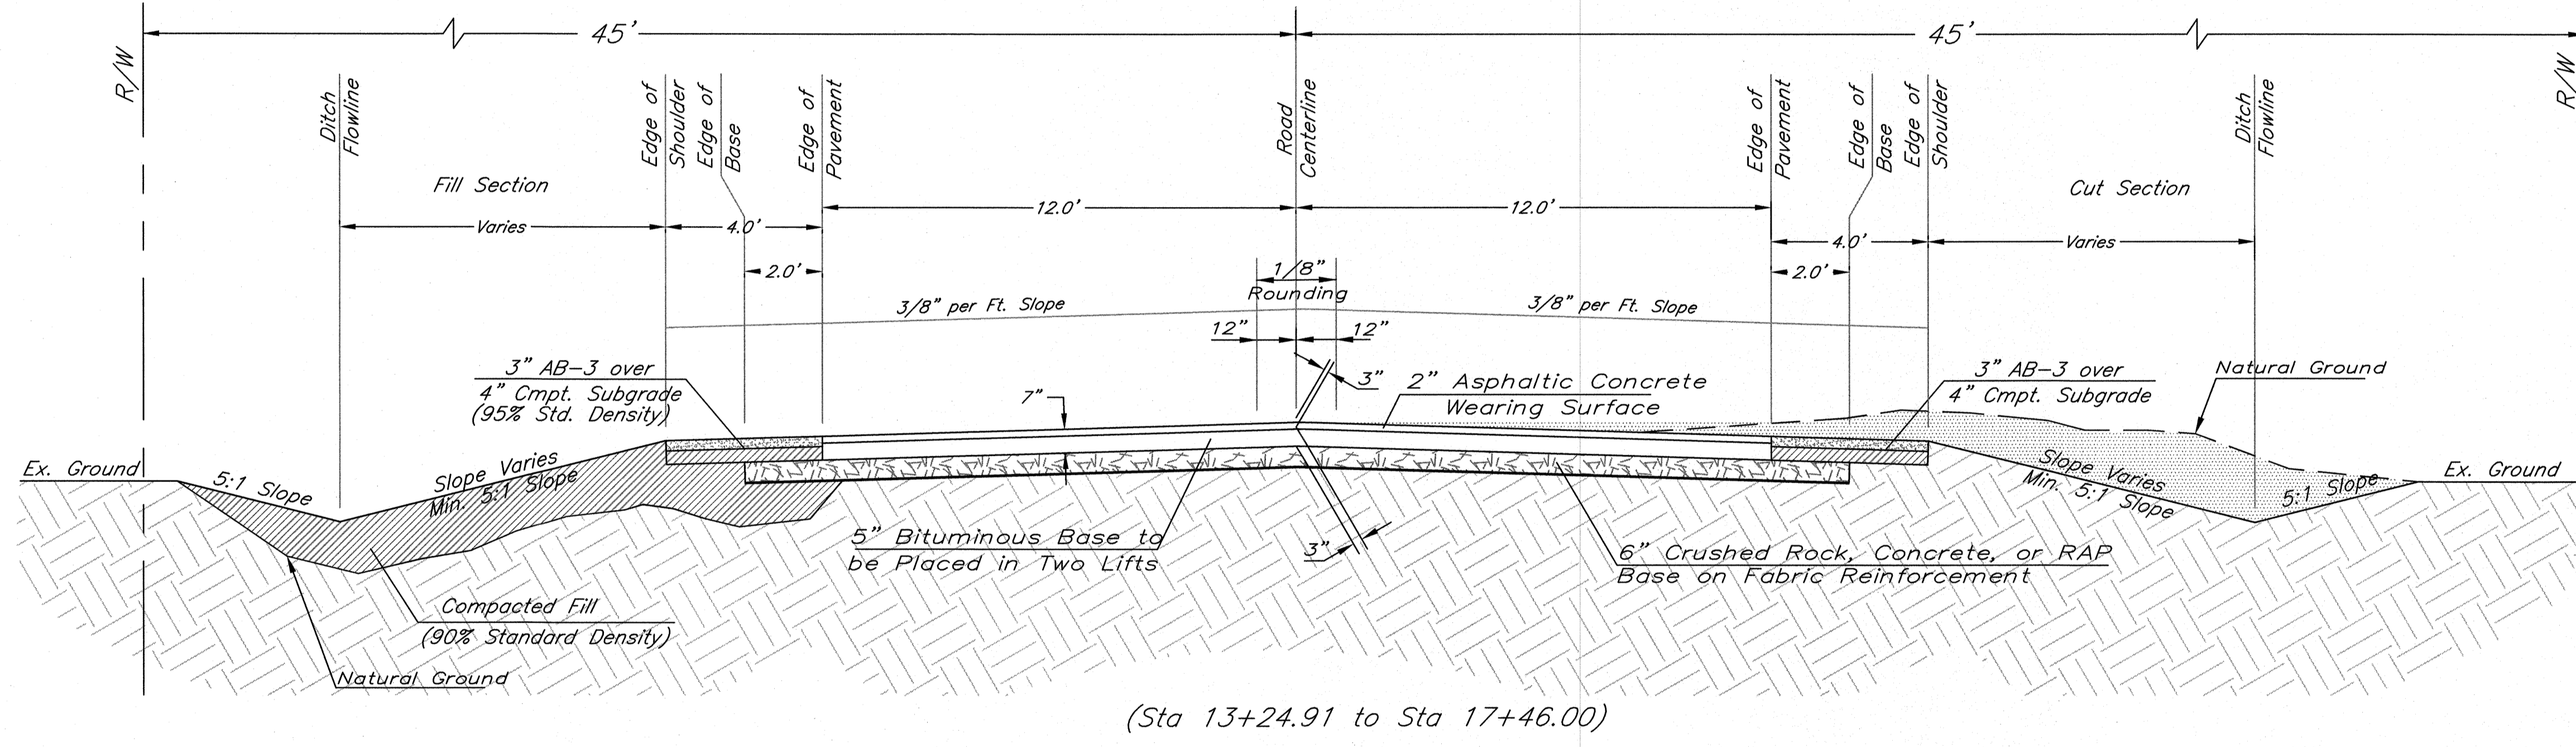 45'
45'
R/W
R/W
Ditch
Flowline
Edge of
Shoulder
Edge of
Base
Edge of
Pavement
Road
Centerline
Edge of
Pavement
Edge of
Base
Edge of
Shoulder
Ditch
Flowline
Fill Section
Cut Section
12.0'
12.0'
Varies
4.0'
4.0'
Varies
2.0'
2.0'
1/8"
Rounding
3/8" per Ft. Slope
3/8" per Ft. Slope
12"
12"
3" AB-3 over
4" Cmpt. Subgrade
(95% Std. Density)
7"
3"
2" Asphaltic Concrete
Wearing Surface
3" AB-3 over
4" Cmpt. Subgrade
Natural Ground
Ex. Ground
5:1 Slope
Slope Varies
Min. 5:1 Slope
Slope Varies
Min. 5:1 Slope
5:1 Slope
Ex. Ground
5" Bituminous Base to
be Placed in Two Lifts
3"
6" Crushed Rock, Concrete, or RAP
Base on Fabric Reinforcement
Compacted Fill
(90% Standard Density)
Natural Ground
(Sta 13+24.91 to Sta 17+46.00)